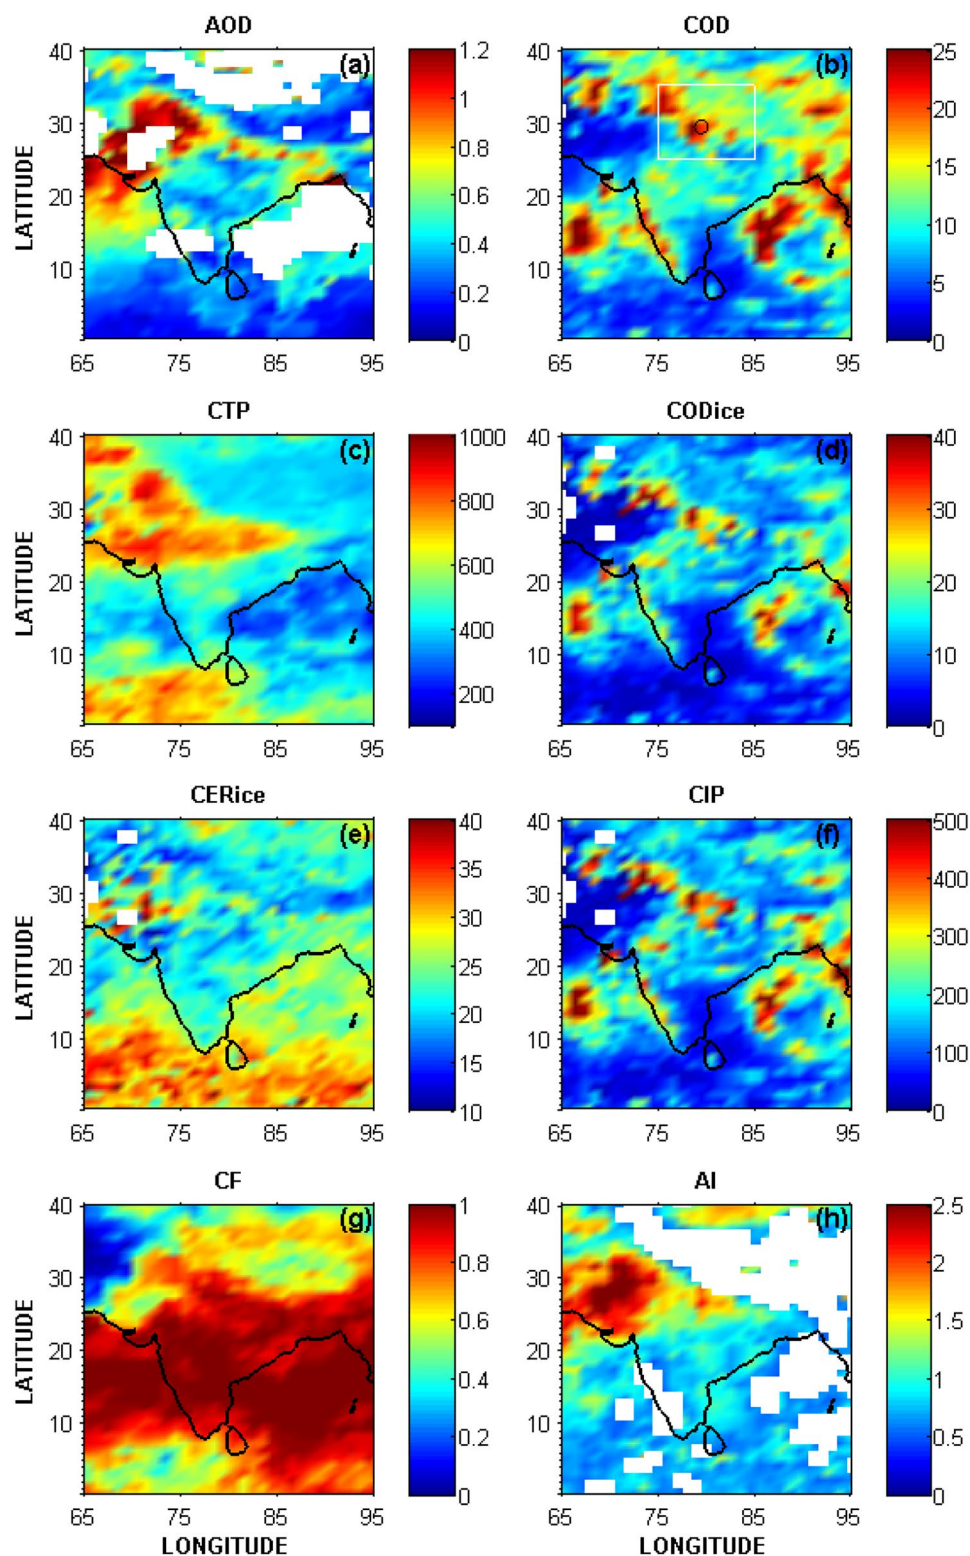 AOD
40
30
20
10
65 75 85 95
LATITUDE
(a)
1.2
1
0.8
0.6
0.4
0.2
0
COD
40
30
20
10
65 75 85 95
(b)
25
20
15
10
5
0
CTP
40
30
20
10
65 75 85 95
LATITUDE
(c)
1000
800
600
400
200
CODice
40
30
20
10
65 75 85 95
(d)
40
30
20
10
0
CERice
40
30
20
10
65 75 85 95
LATITUDE
(e)
40
35
30
25
20
15
10
CIP
40
30
20
10
65 75 85 95
(f)
500
400
300
200
100
0
CF
40
30
20
10
65 75 85 95
LATITUDE
LONGITUDE
(g)
1
0.8
0.6
0.4
0.2
0
AI
40
30
20
10
65 75 85 95
LONGITUDE
(h)
2.5
2
1.5
1
0.5
0